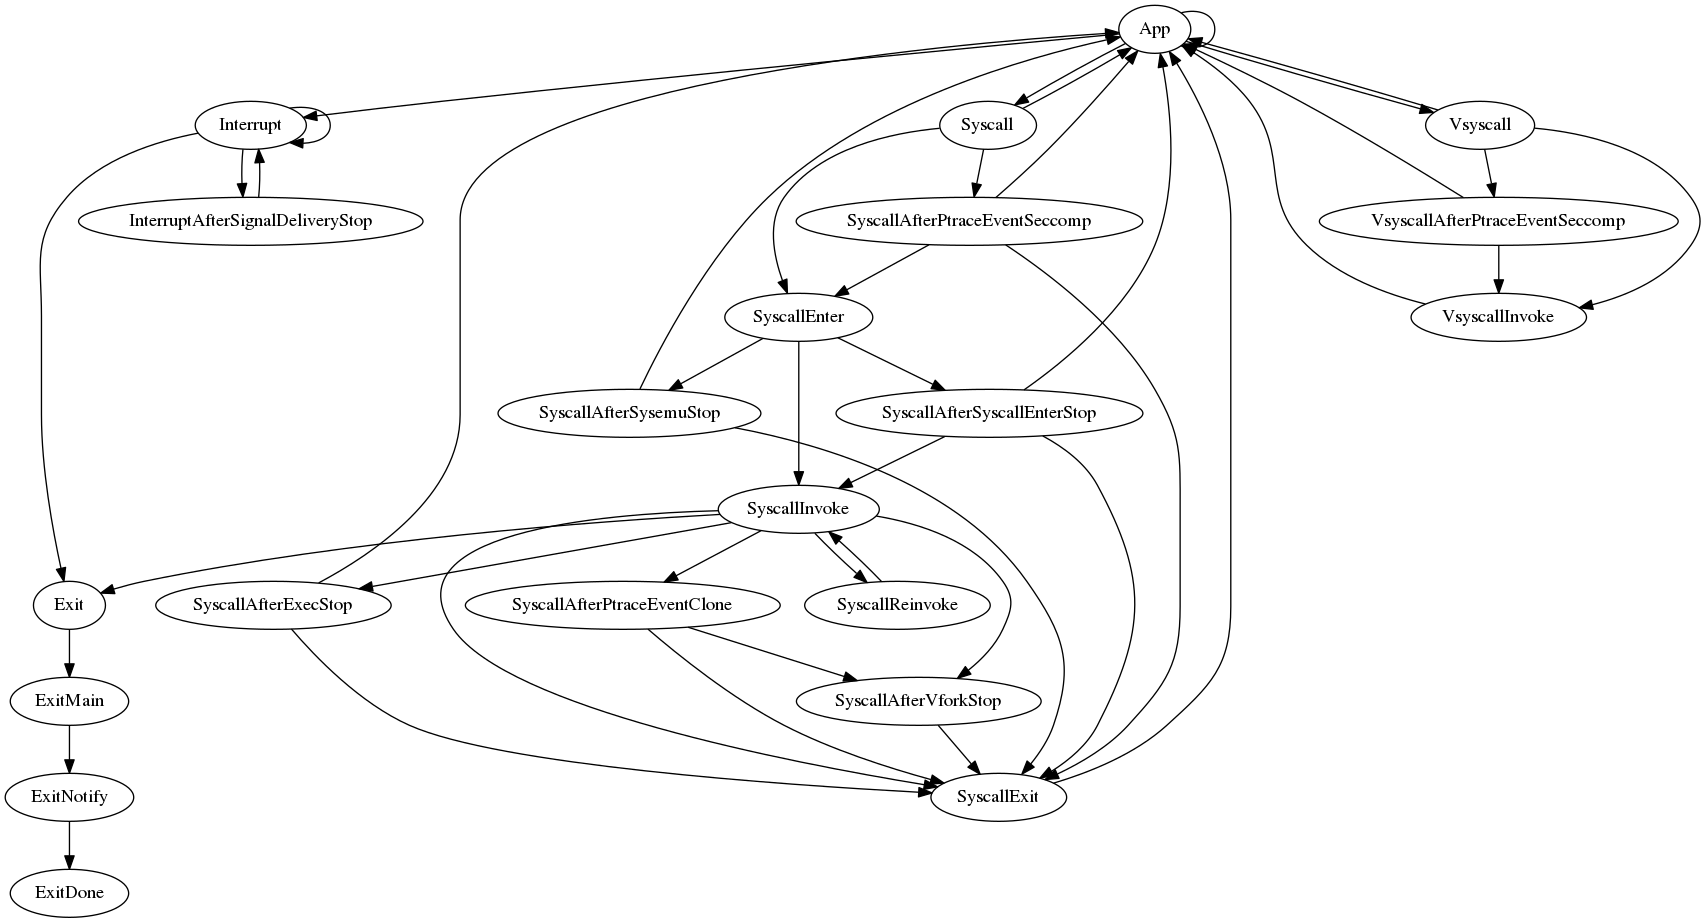 App
Interrupt
Syscall
Vsyscall
InterruptAfterSignalDeliveryStop
SyscallAfterPtraceEventSeccomp
VsyscallAfterPtraceEventSeccomp
SyscallEnter
VsyscallInvoke
SyscallAfterSysemuStop
SyscallAfterSyscallEnterStop
SyscallInvoke
Exit
SyscallAfterExecStop
SyscallAfterPtraceEventClone
SyscallReinvoke
ExitMain
SyscallAfterVforkStop
ExitNotify
SyscallExit
ExitDone